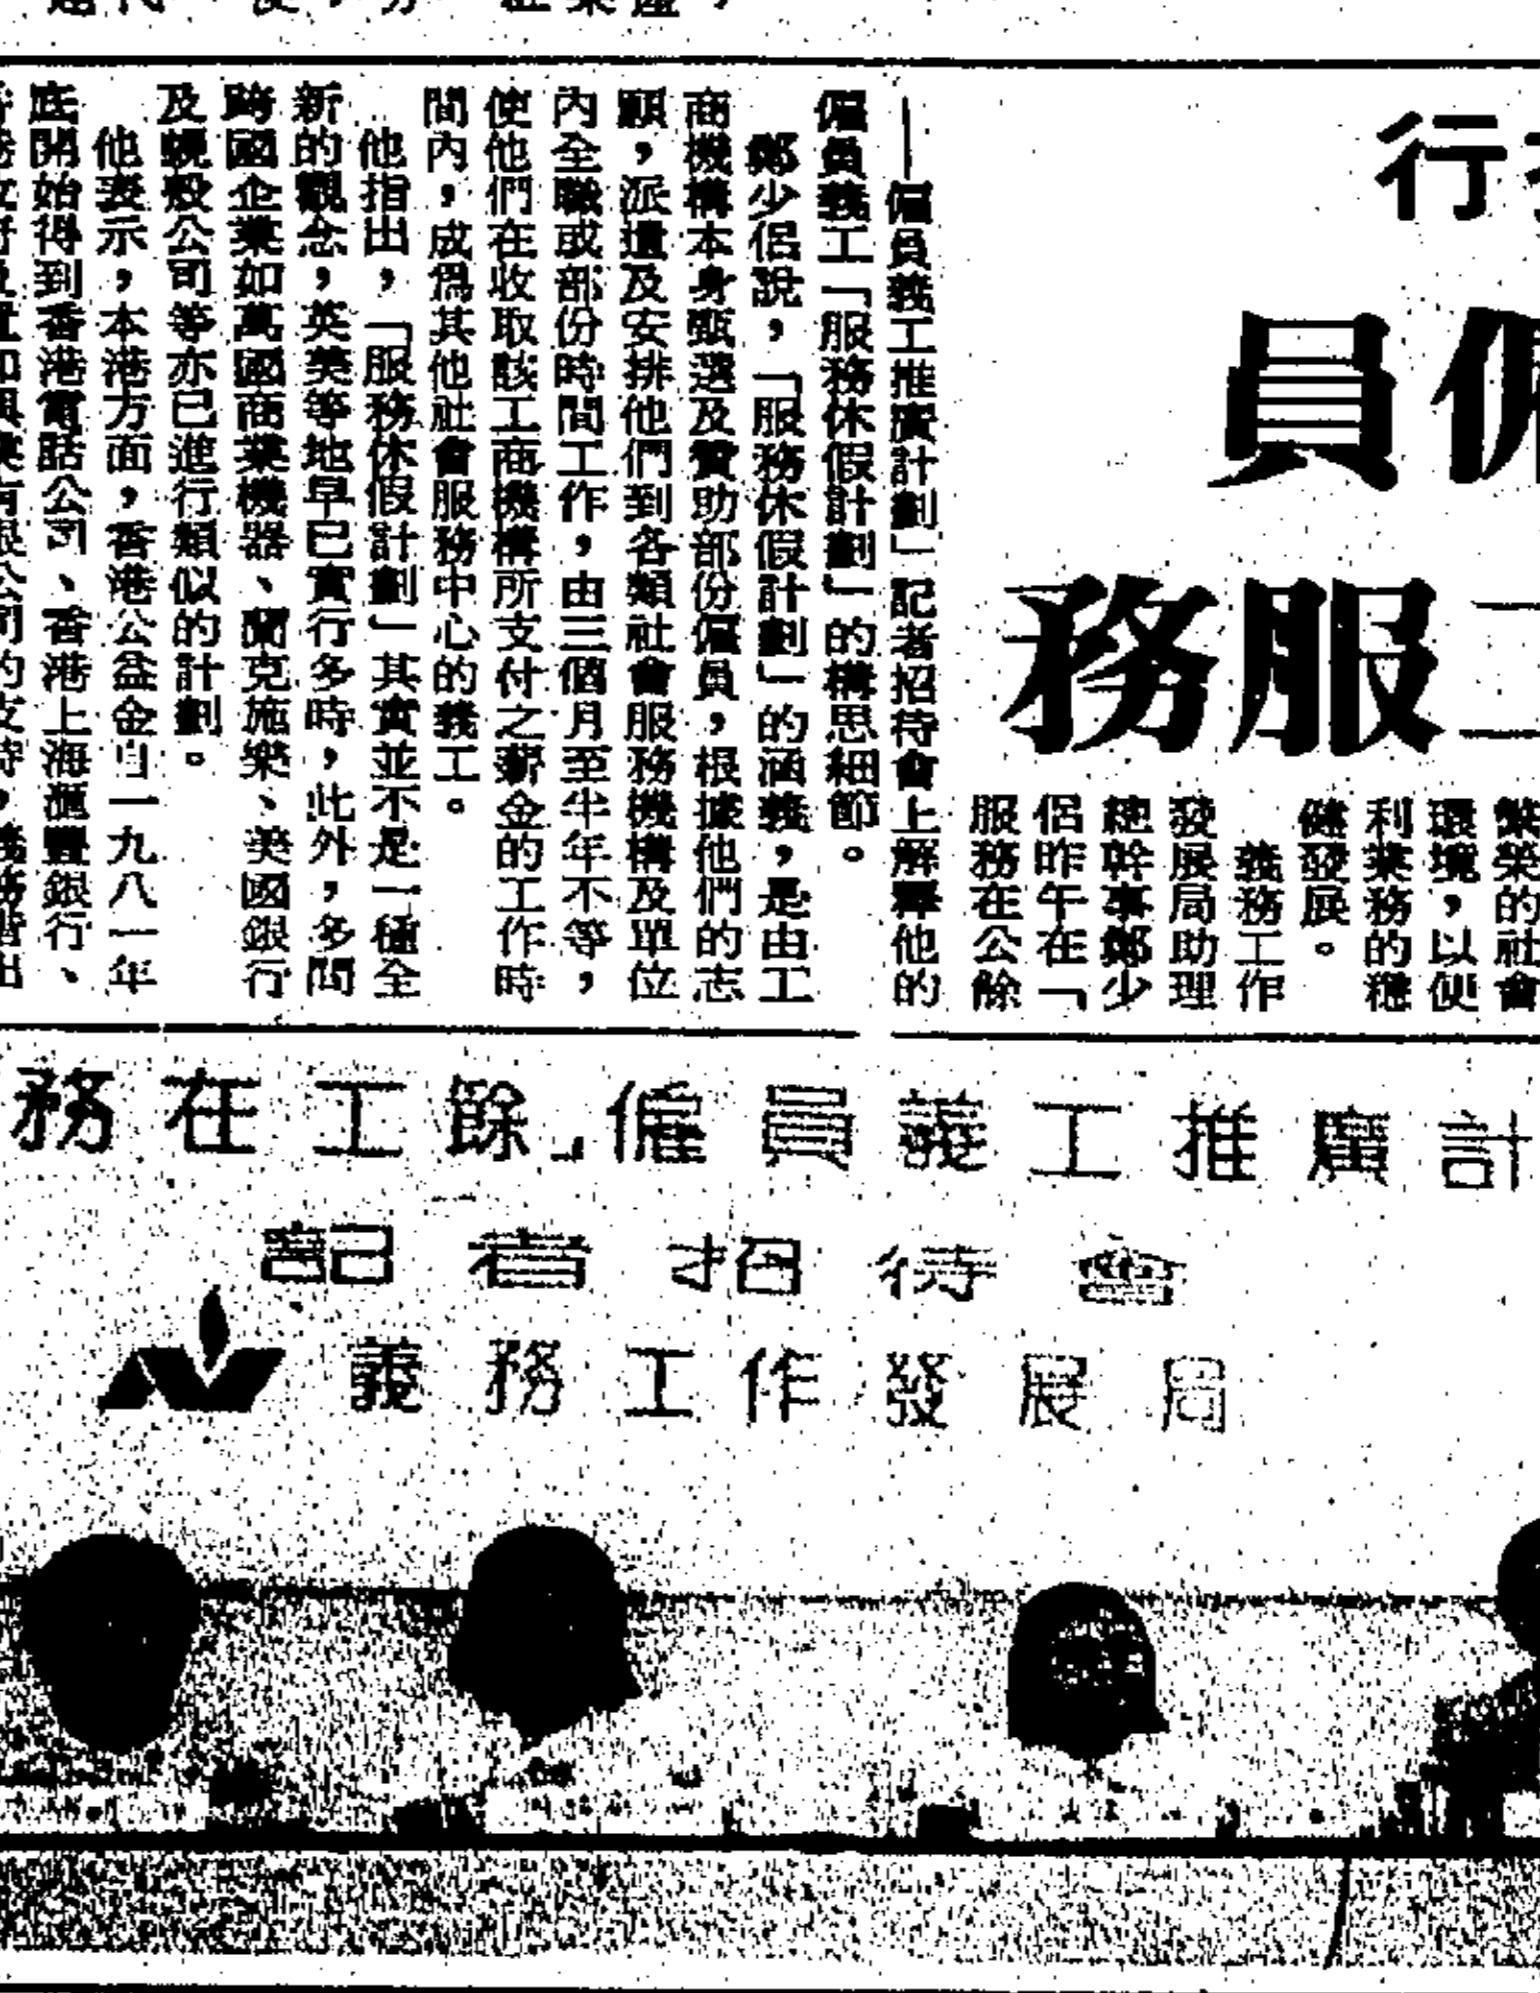 行
員
服務
繁榮的社會
環境，以便
利業務的穩
健發展。
義務工作
發展局助理
總幹事鄭少
侶昨午在「
服務在公餘
──僱員義工推廣計劃」記者招待會上解釋他的
僱員義工「服務休假計劃」的構思細節。
鄭少侶說，「服務休假計劃」的涵義，是由工
商機構本身甄選及贊助部份僱員，根據他們的志
願，派遣及安排他們到各類社會服務機構及單位
內全職或部份時間工作，由三個月至半年不等，
使他們在收取該工商機構所支付之薪金的工作時
間內，成爲其他社會服務中心的義工。
他指出，「服務休假計劃」其實並不是一種全
新的觀念，英美等地早已實行多時，此外，多間
跨國企業如萬國商業機器、蘭克施樂、美國銀行
及蜆殼公司等亦已進行類似的計劃。
他表示，本港方面，香港公益金自一九八一年
底開始得到香港電話公司、香港上海滙豐銀行、
務在工餘」僱員義工推廣計
記者招待會
義務工作發展局